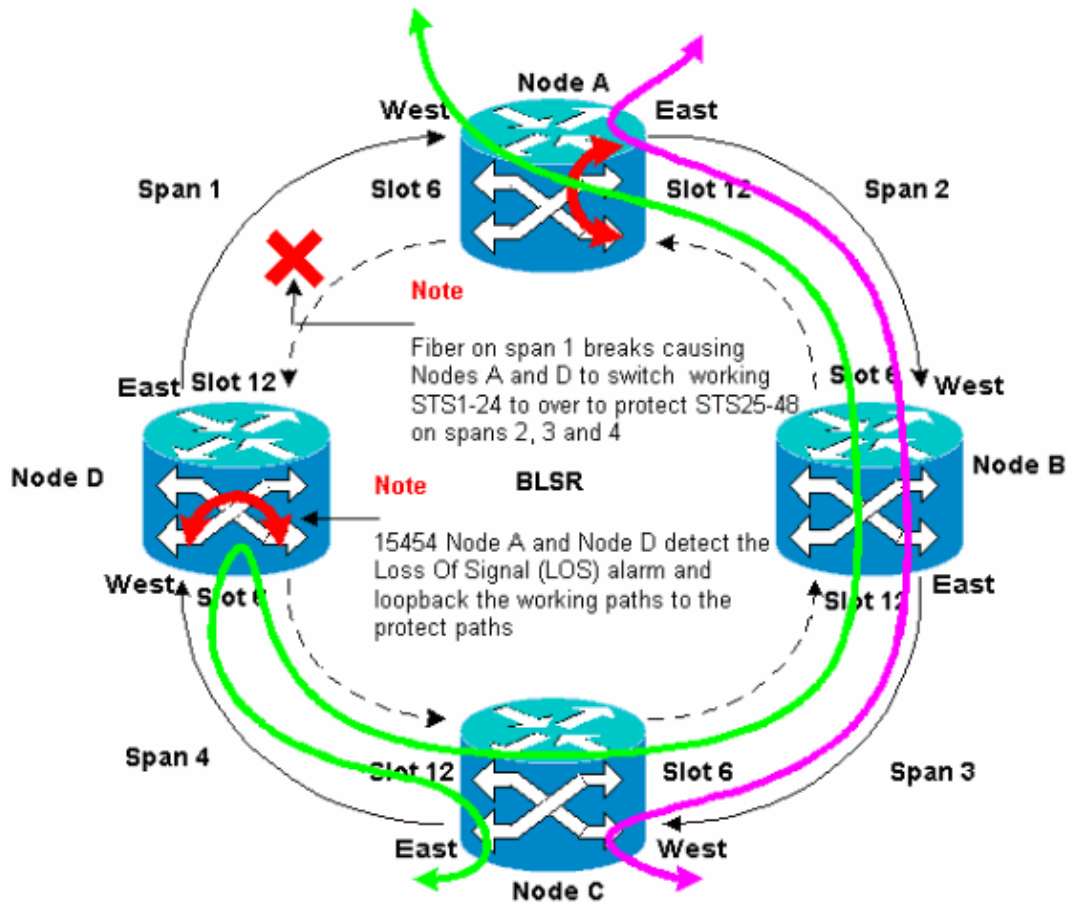 Node A
West
East
Span 1
Slot 6
Slot 12
Span 2
Note
Fiber on span 1 breaks causing
Nodes A and D to switch working
STS1-24 to over to protect STS25-48
on spans 2, 3 and 4
East
Slot 12
Slot 6
West
Node D
Note
BLSR
Node B
15454 Node A and Node D detect the
Loss Of Signal (LOS) alarm and
loopback the working paths to the
protect paths
West
Slot 6
East
Slot 12
Span 4
Slot 12
Slot 6
Span 3
East
West
Node C